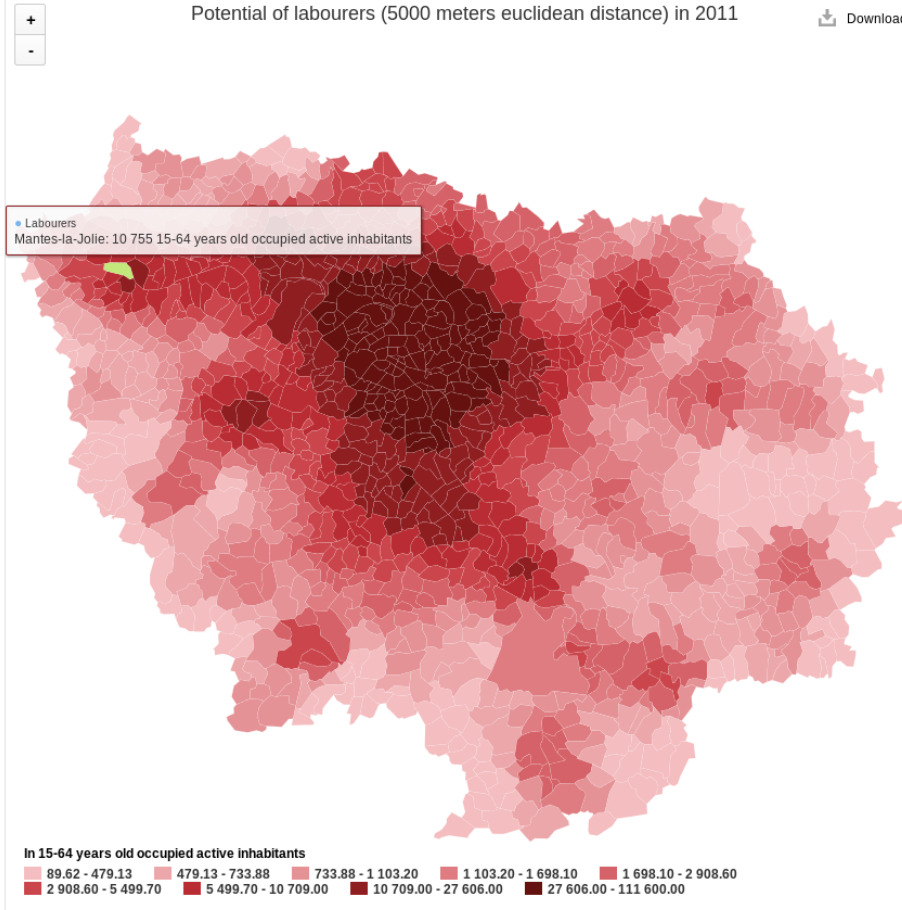 +
Potential of labourers (5000 meters euclidean distance) in 2011
Download
-
Labourers
Mantes-la-Jolie: 10 755 15-64 years old occupied active inhabitants
In 15-64 years old occupied active inhabitants
89.62 - 479.13 479.13 - 733.88 733.88 - 1 103.20 1 103.20 - 1 698.10 1 698.10 - 2 908.60
2 908.60 - 5 499.70 5 499.70 - 10 709.00 10 709.00 - 27 606.00 27 606.00 - 111 600.00